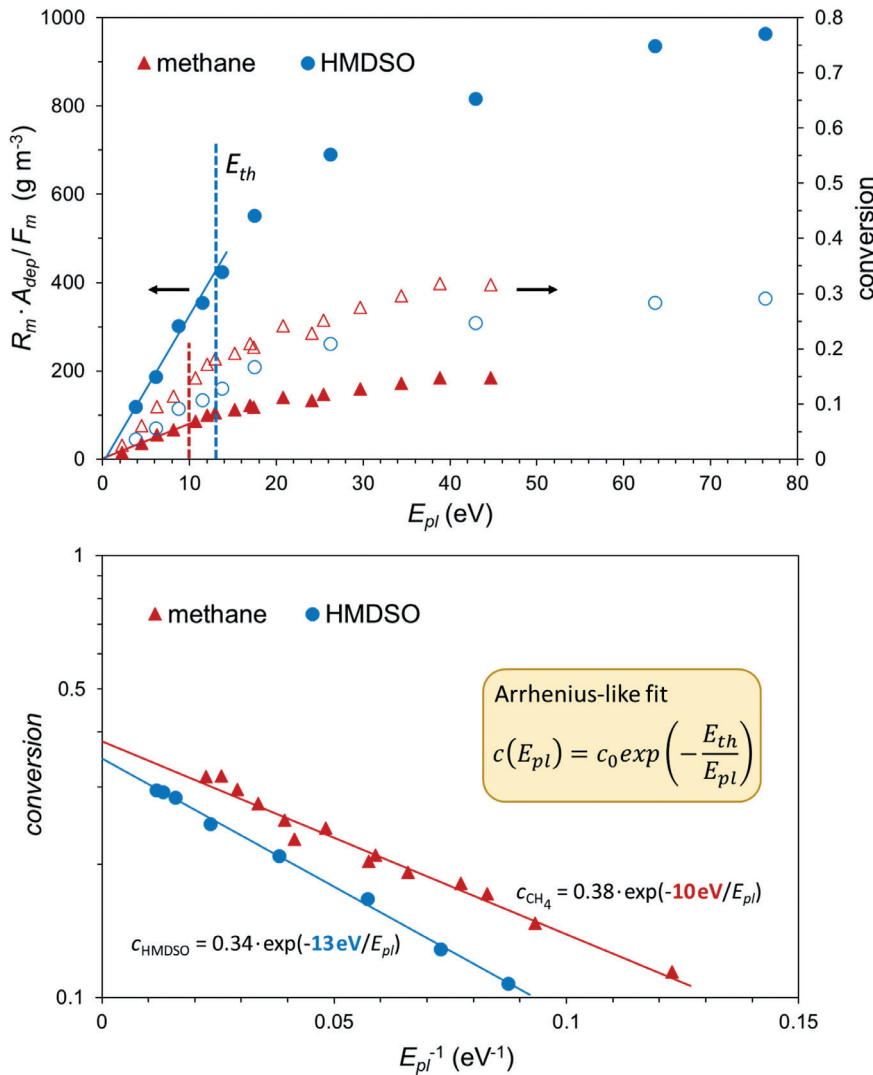 1000
800
600
400
200
0
R_m · A_dep / F_m (g m⁻³)
methane HMDSO
E_th
0.8
0.7
0.6
0.5
0.4
0.3
0.2
0.1
0
conversion
0 10 20 30 40 50 60 70 80
E_pl (eV)
1
0.5
0.1
conversion
methane HMDSO
Arrhenius-like fit
c(E_pl) = c₀exp(−E_th/E_pl)
c_CH₄ = 0.38·exp(-10eV/E_pl)
c_HMDSO = 0.34·exp(-13eV/E_pl)
0 0.05 0.1 0.15
E_pl⁻¹ (eV⁻¹)